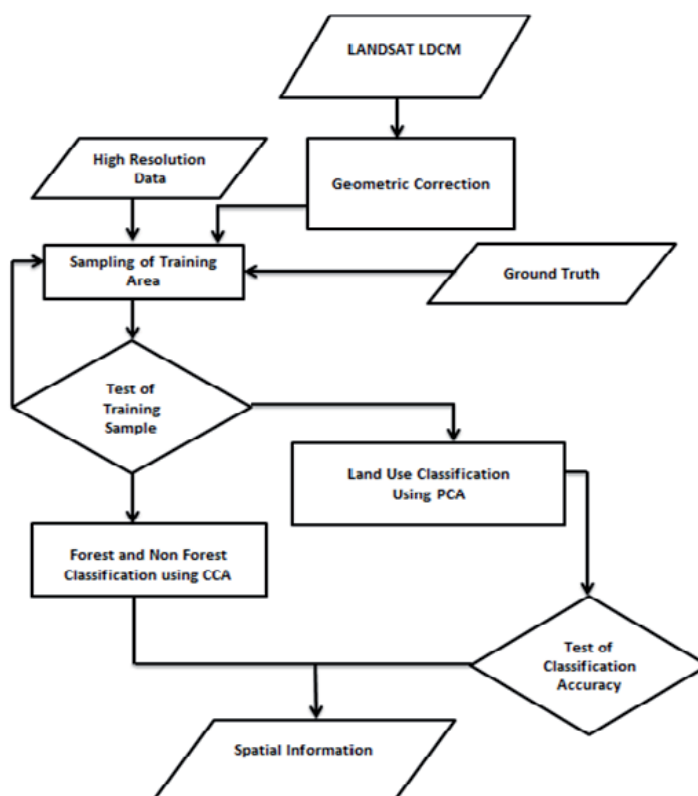 LANDSAT LDCM
High Resolution
Data
Geometric Correction
Sampling of Training
Area
Ground Truth
Test of
Training
Sample
Land Use Classification
Using PCA
Forest and Non Forest
Classification using CCA
Test of
Classification
Accuracy
Spatial Information